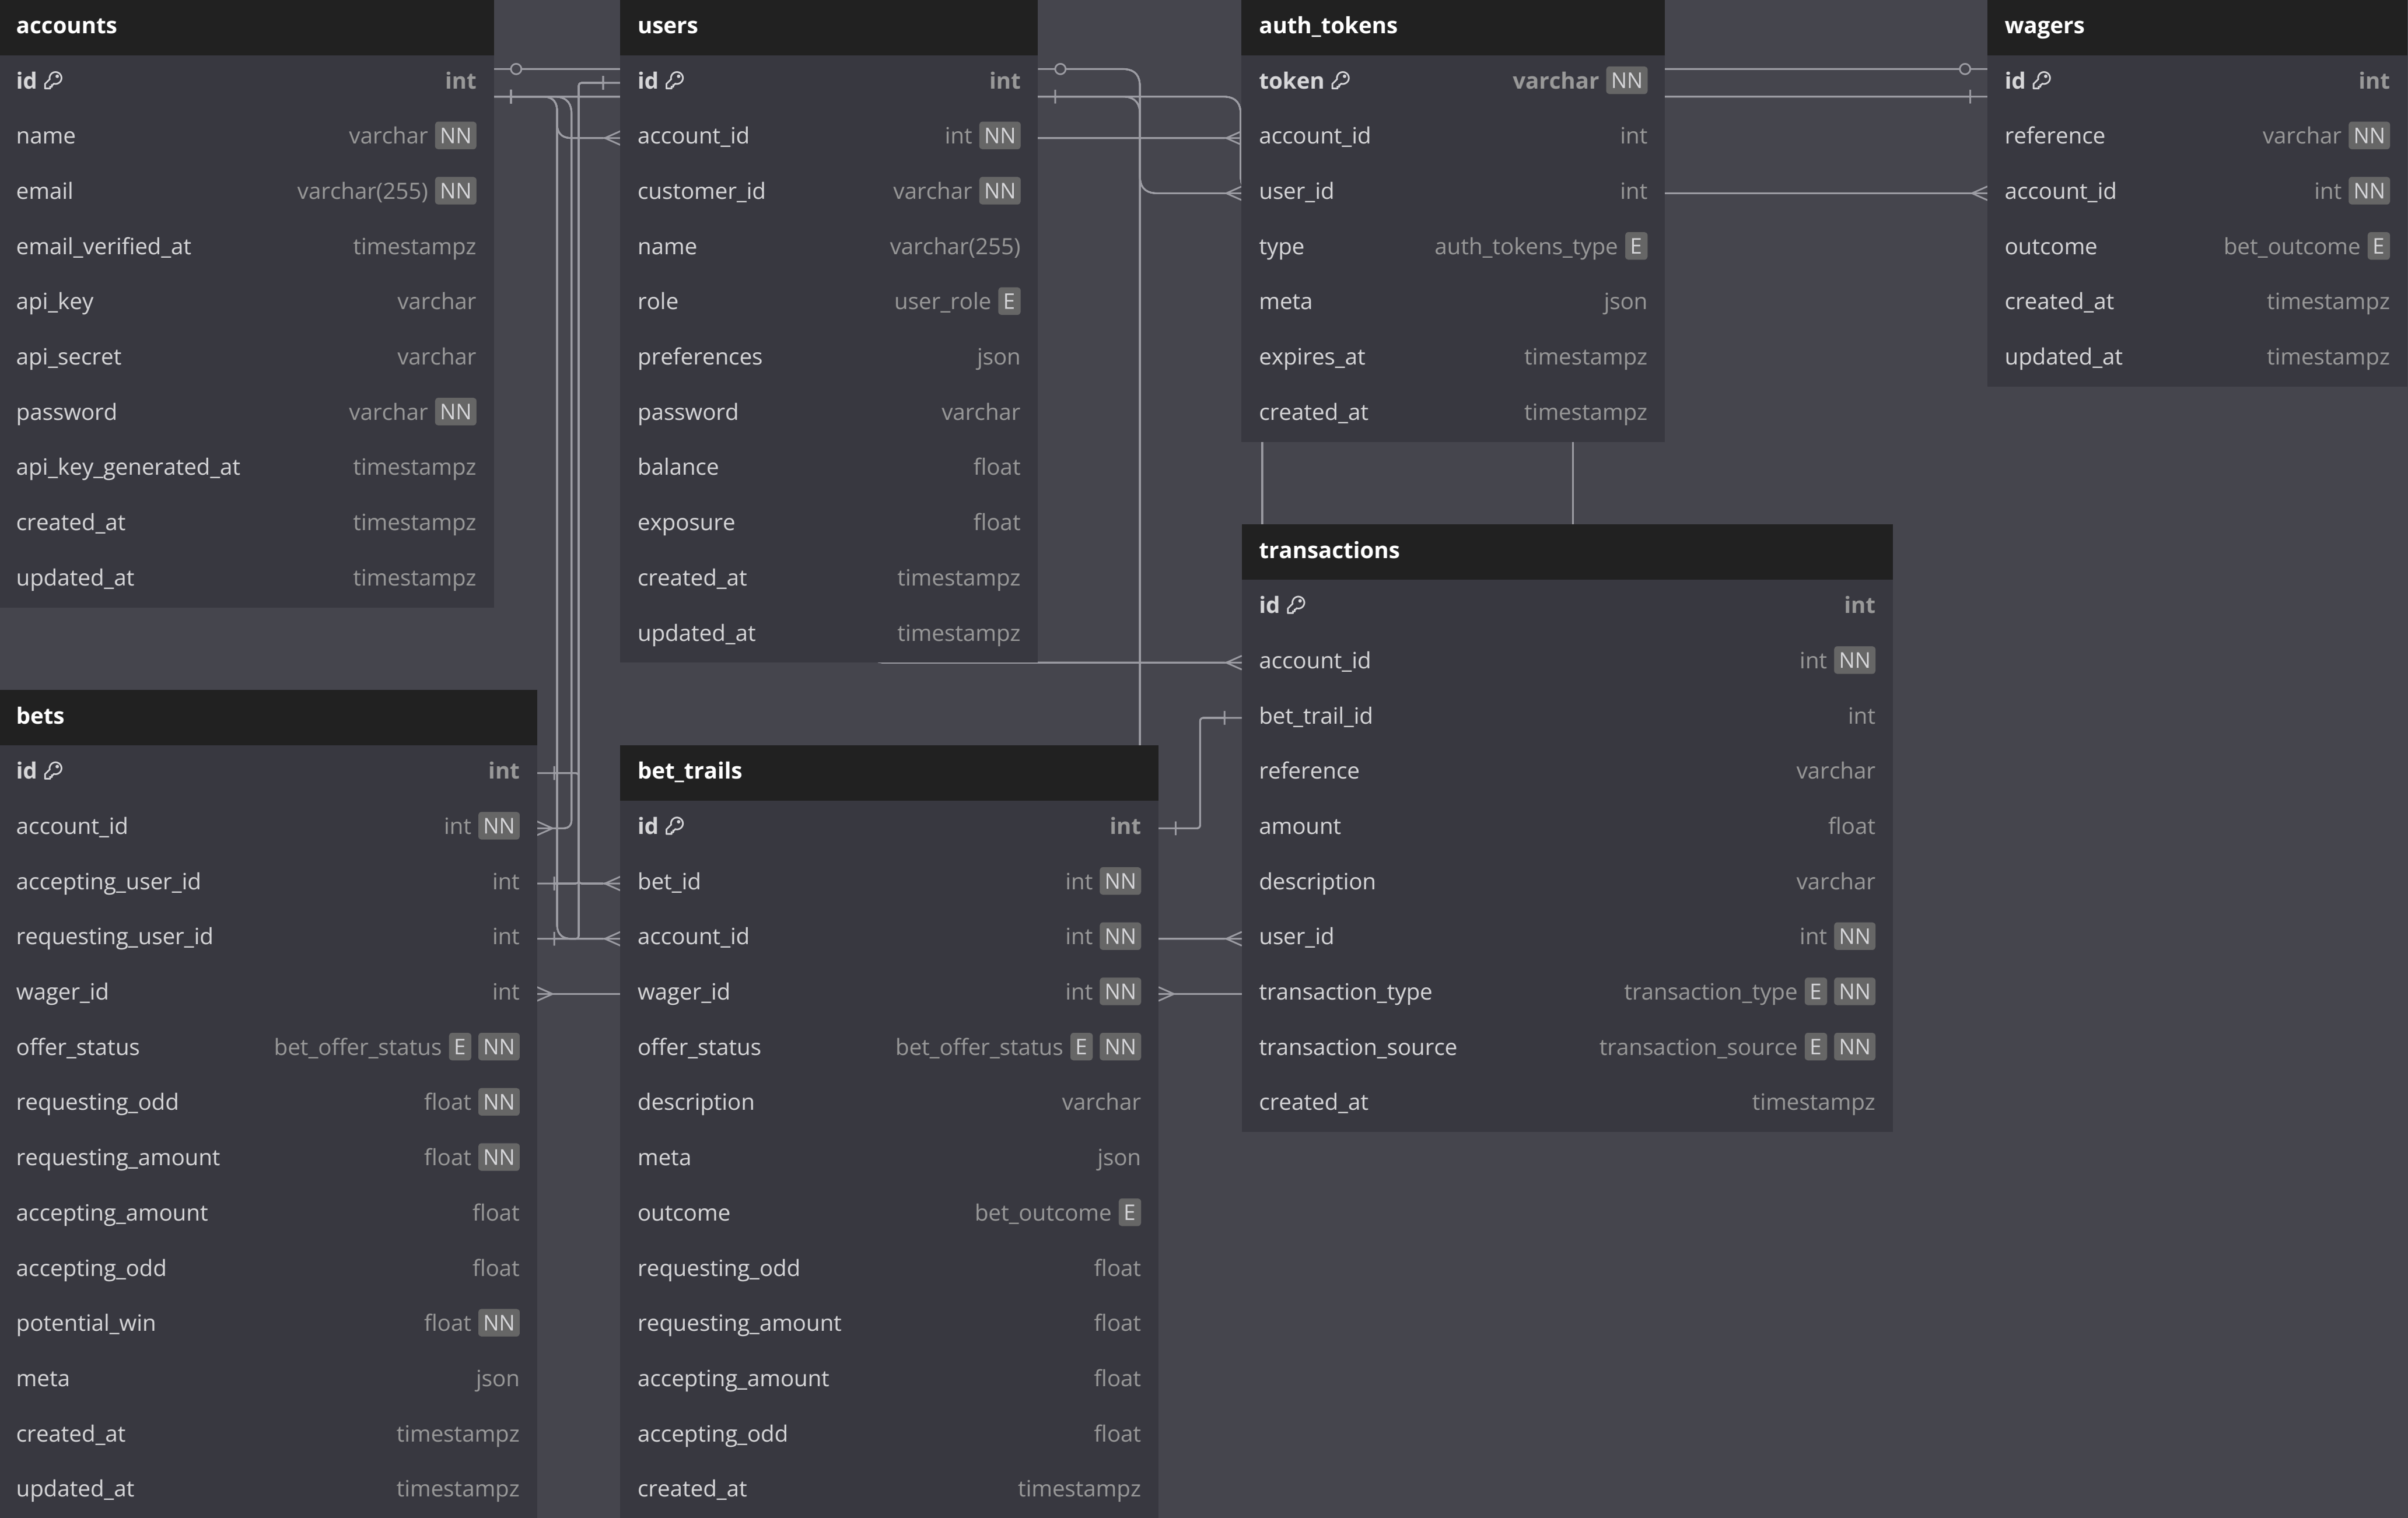 accounts
id int
name varchar NN
email varchar(255) NN
email_verified_at timestampz
api_key varchar
api_secret varchar
password varchar NN
api_key_generated_at timestampz
created_at timestampz
updated_at timestampz
users
id int
account_id int NN
customer_id varchar NN
name varchar(255)
role user_role E
preferences json
password varchar
balance float
exposure float
created_at timestampz
updated_at timestampz
auth_tokens
token varchar NN
account_id int
user_id int
type auth_tokens_type E
meta json
expires_at timestampz
created_at timestampz
wagers
id int
reference varchar NN
account_id int NN
outcome bet_outcome E
created_at timestampz
updated_at timestampz
bets
id int
account_id int NN
accepting_user_id int
requesting_user_id int
wager_id int
offer_status bet_offer_status E NN
requesting_odd float NN
requesting_amount float NN
accepting_amount float
accepting_odd float
potential_win float NN
meta json
created_at timestampz
updated_at timestampz
bet_trails
id int
bet_id int NN
account_id int NN
wager_id int NN
offer_status bet_offer_status E NN
description varchar
meta json
outcome bet_outcome E
requesting_odd float
requesting_amount float
accepting_amount float
accepting_odd float
created_at timestampz
transactions
id int
account_id int NN
bet_trail_id int
reference varchar
amount float
description varchar
user_id int NN
transaction_type transaction_type E NN
transaction_source transaction_source E NN
created_at timestampz